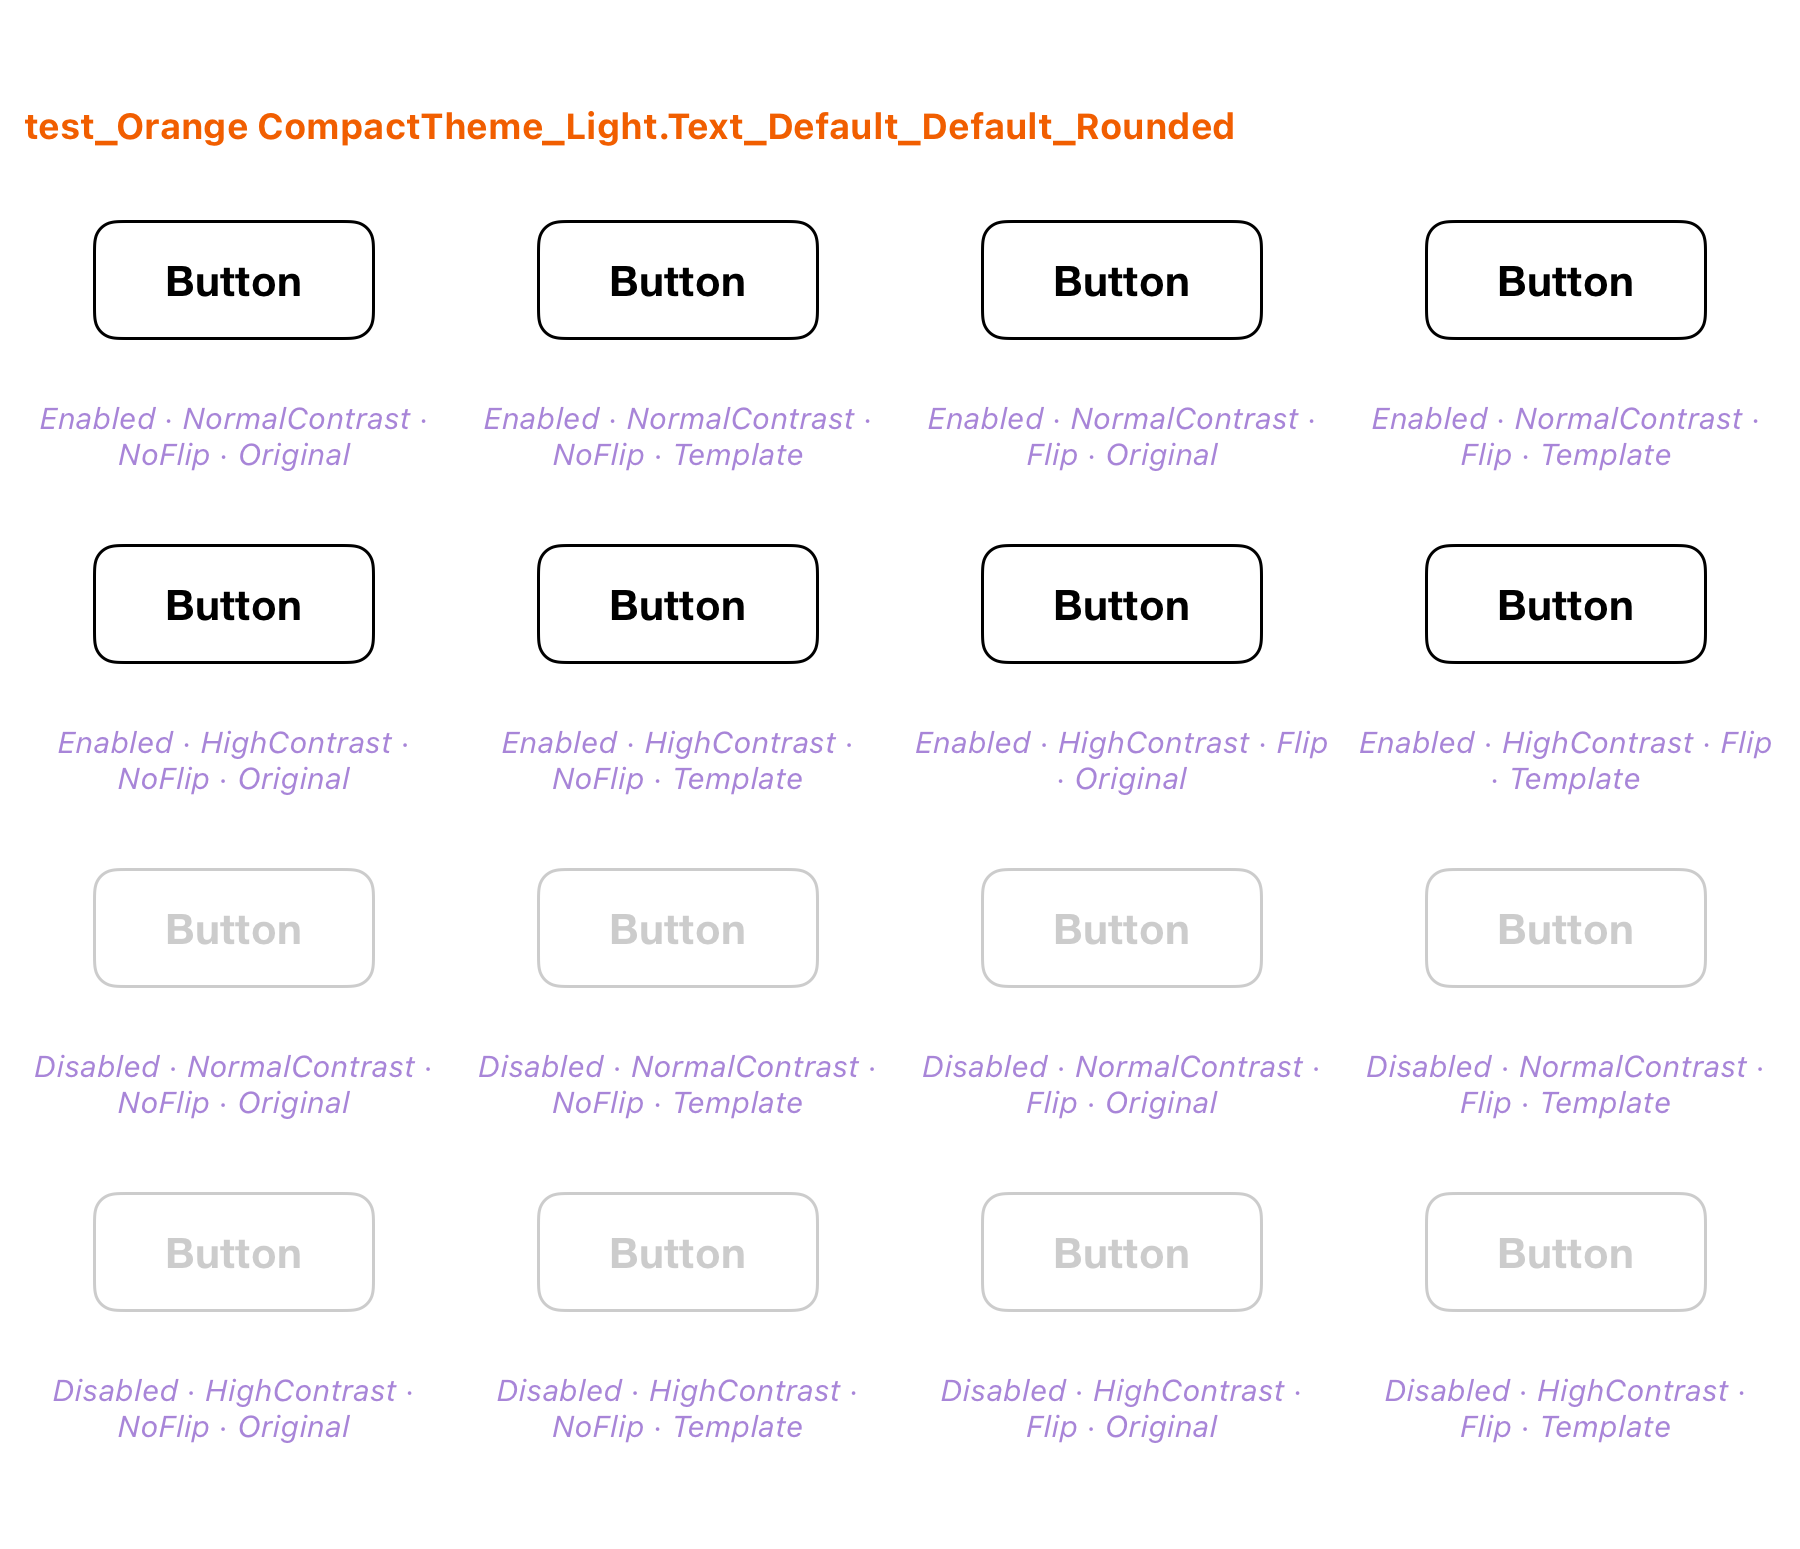 test_Orange CompactTheme_Light.Text_Default_Default_Rounded
Button
Button
Button
Button
Enabled · NormalContrast ·
NoFlip · Original
Enabled · NormalContrast ·
NoFlip · Template
Enabled · NormalContrast ·
Flip · Original
Enabled · NormalContrast ·
Flip · Template
Button
Button
Button
Button
Enabled · HighContrast ·
NoFlip · Original
Enabled · HighContrast ·
NoFlip · Template
Enabled · HighContrast · Flip
· Original
Enabled · HighContrast · Flip
· Template
Button
Button
Button
Button
Disabled · NormalContrast ·
NoFlip · Original
Disabled · NormalContrast ·
NoFlip · Template
Disabled · NormalContrast ·
Flip · Original
Disabled · NormalContrast ·
Flip · Template
Button
Button
Button
Button
Disabled · HighContrast ·
NoFlip · Original
Disabled · HighContrast ·
NoFlip · Template
Disabled · HighContrast ·
Flip · Original
Disabled · HighContrast ·
Flip · Template